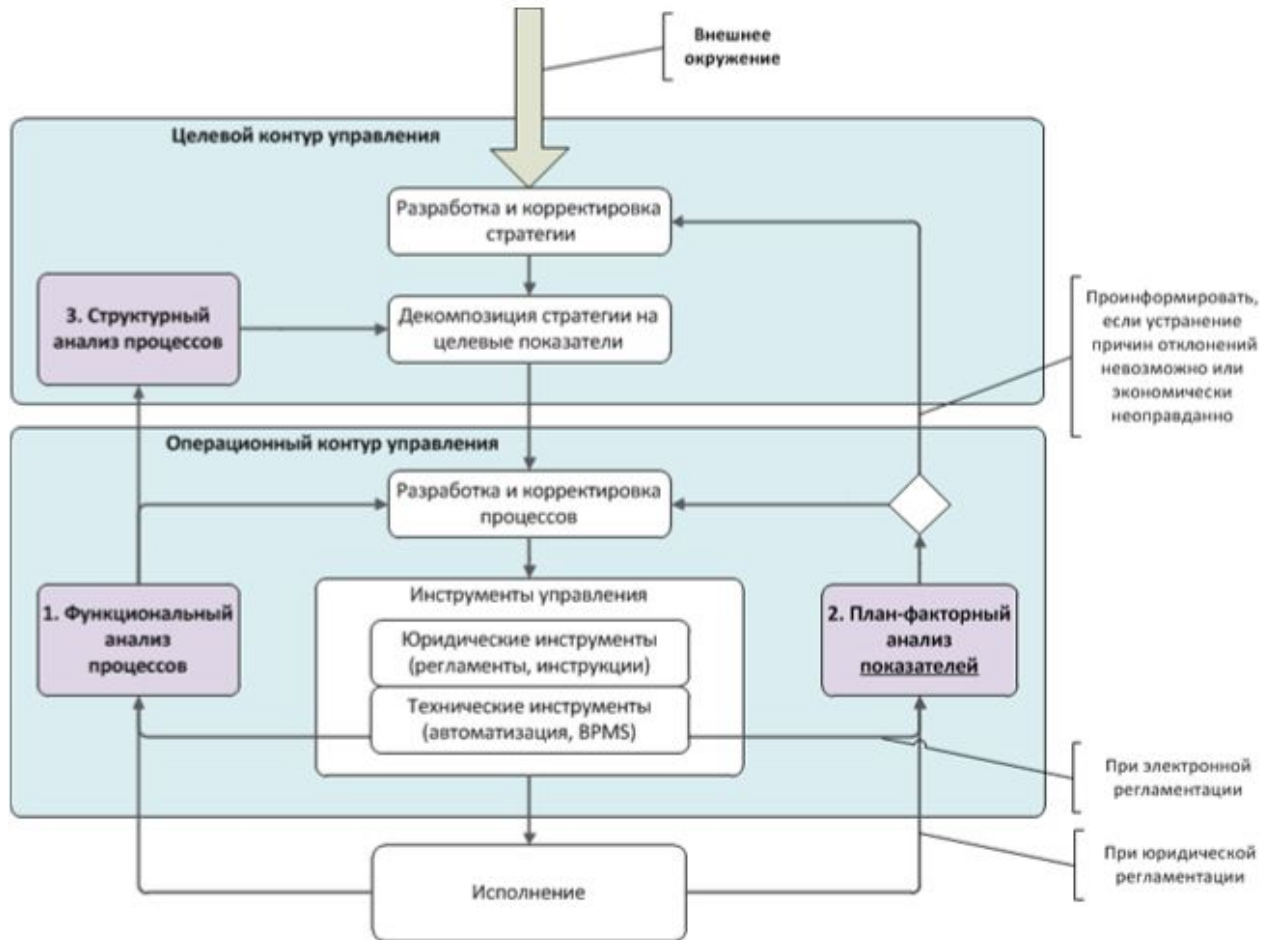 Внешнее
окружение
Целевой контур управления
Разработка и корректировка
стратегии
3. Структурный
анализ процессов
Декомпозиция стратегии на
целевые показатели
Проинформировать,
если устранение
причин отклонений
невозможно или
экономически
неоправданно
Операционный контур управления
Разработка и корректировка
процессов
1. Функциональный
анализ
процессов
Инструменты управления
Юридические инструменты
(регламенты, инструкции)
Технические инструменты
(автоматизация, BPMS)
2. План-факторный
анализ
показателей
При электронной
регламентации
При юридической
регламентации
Исполнение